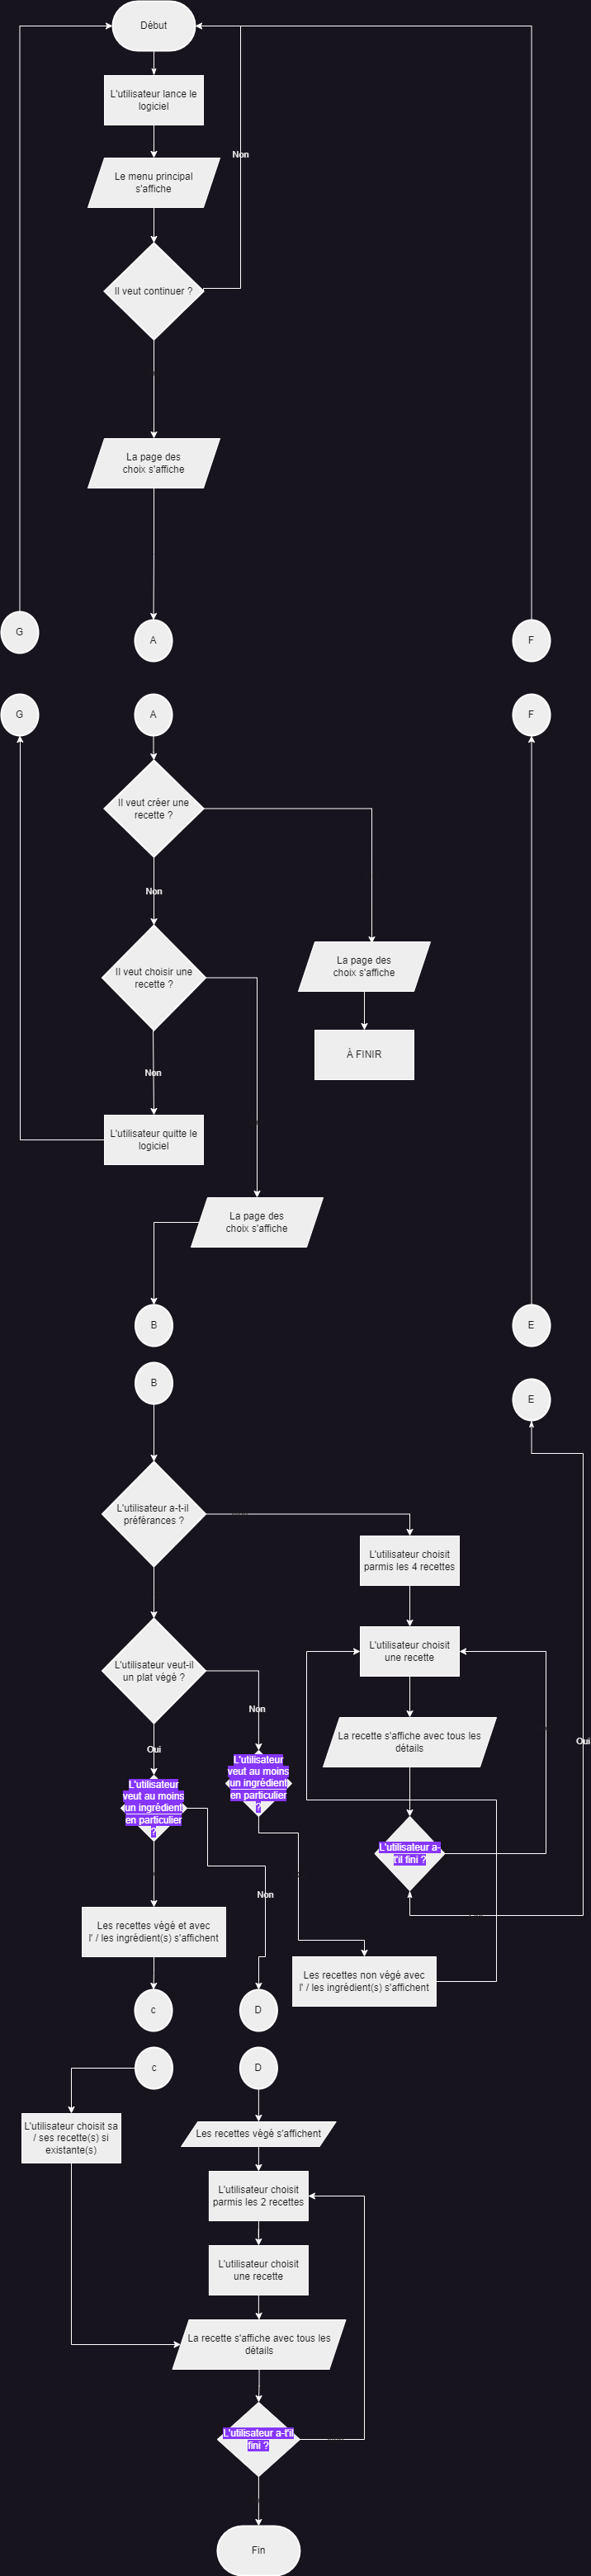 Début
L'utilisateur lance le
logiciel
Non
Le menu principal
s'affiche
Il veut continuer ?
La page des
choix s'affiche
G
A
F
G
A
F
Il veut créer une
recette ?
Non
Il veut choisir une
recette ?
La page des
choix s'affiche
À FINIR
Non
L'utilisateur quitte le
logiciel
La page des
choix s'affiche
B
E
B
E
L'utilisateur a-t-il
préférances ?
L'utilisateur choisit
parmis les 4 recettes
L'utilisateur choisit
une recette
L'utilisateur veut-il
un plat végé ?
Non
La recette s'affiche avec tous les
détails
Oui
Oui
L'utilisateur
veut au moins
un ingrédient
en particulier
?
L'utilisateur
veut au moins
un ingrédient
en particulier
?
L'utilisateur a-
t'il fini ?
Non
Les recettes végé et avec
l' / les ingrédient(s) s'affichent
Les recettes non végé avec
l' / les ingrédient(s) s'affichent
c
D
c
D
L'utilisateur choisit sa
/ ses recette(s) si
existante(s)
Les recettes végé s'affichent
L'utilisateur choisit
parmis les 2 recettes
L'utilisateur choisit
une recette
La recette s'affiche avec tous les
détails
L'utilisateur a-t'il
fini ?
Fin